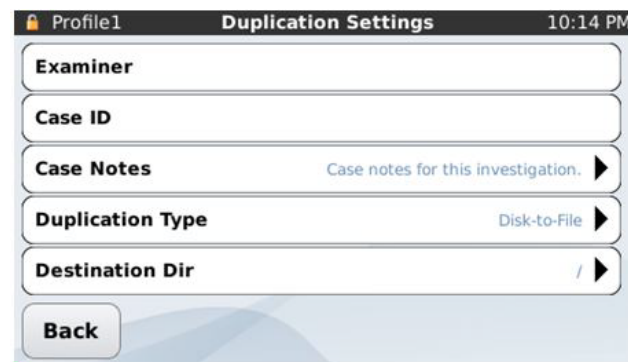 Profile1 Duplication Settings 10:14 PM
Examiner
Case ID
Case Notes Case notes for this investigation.
Duplication Type Disk-to-File
Destination Dir /
Back